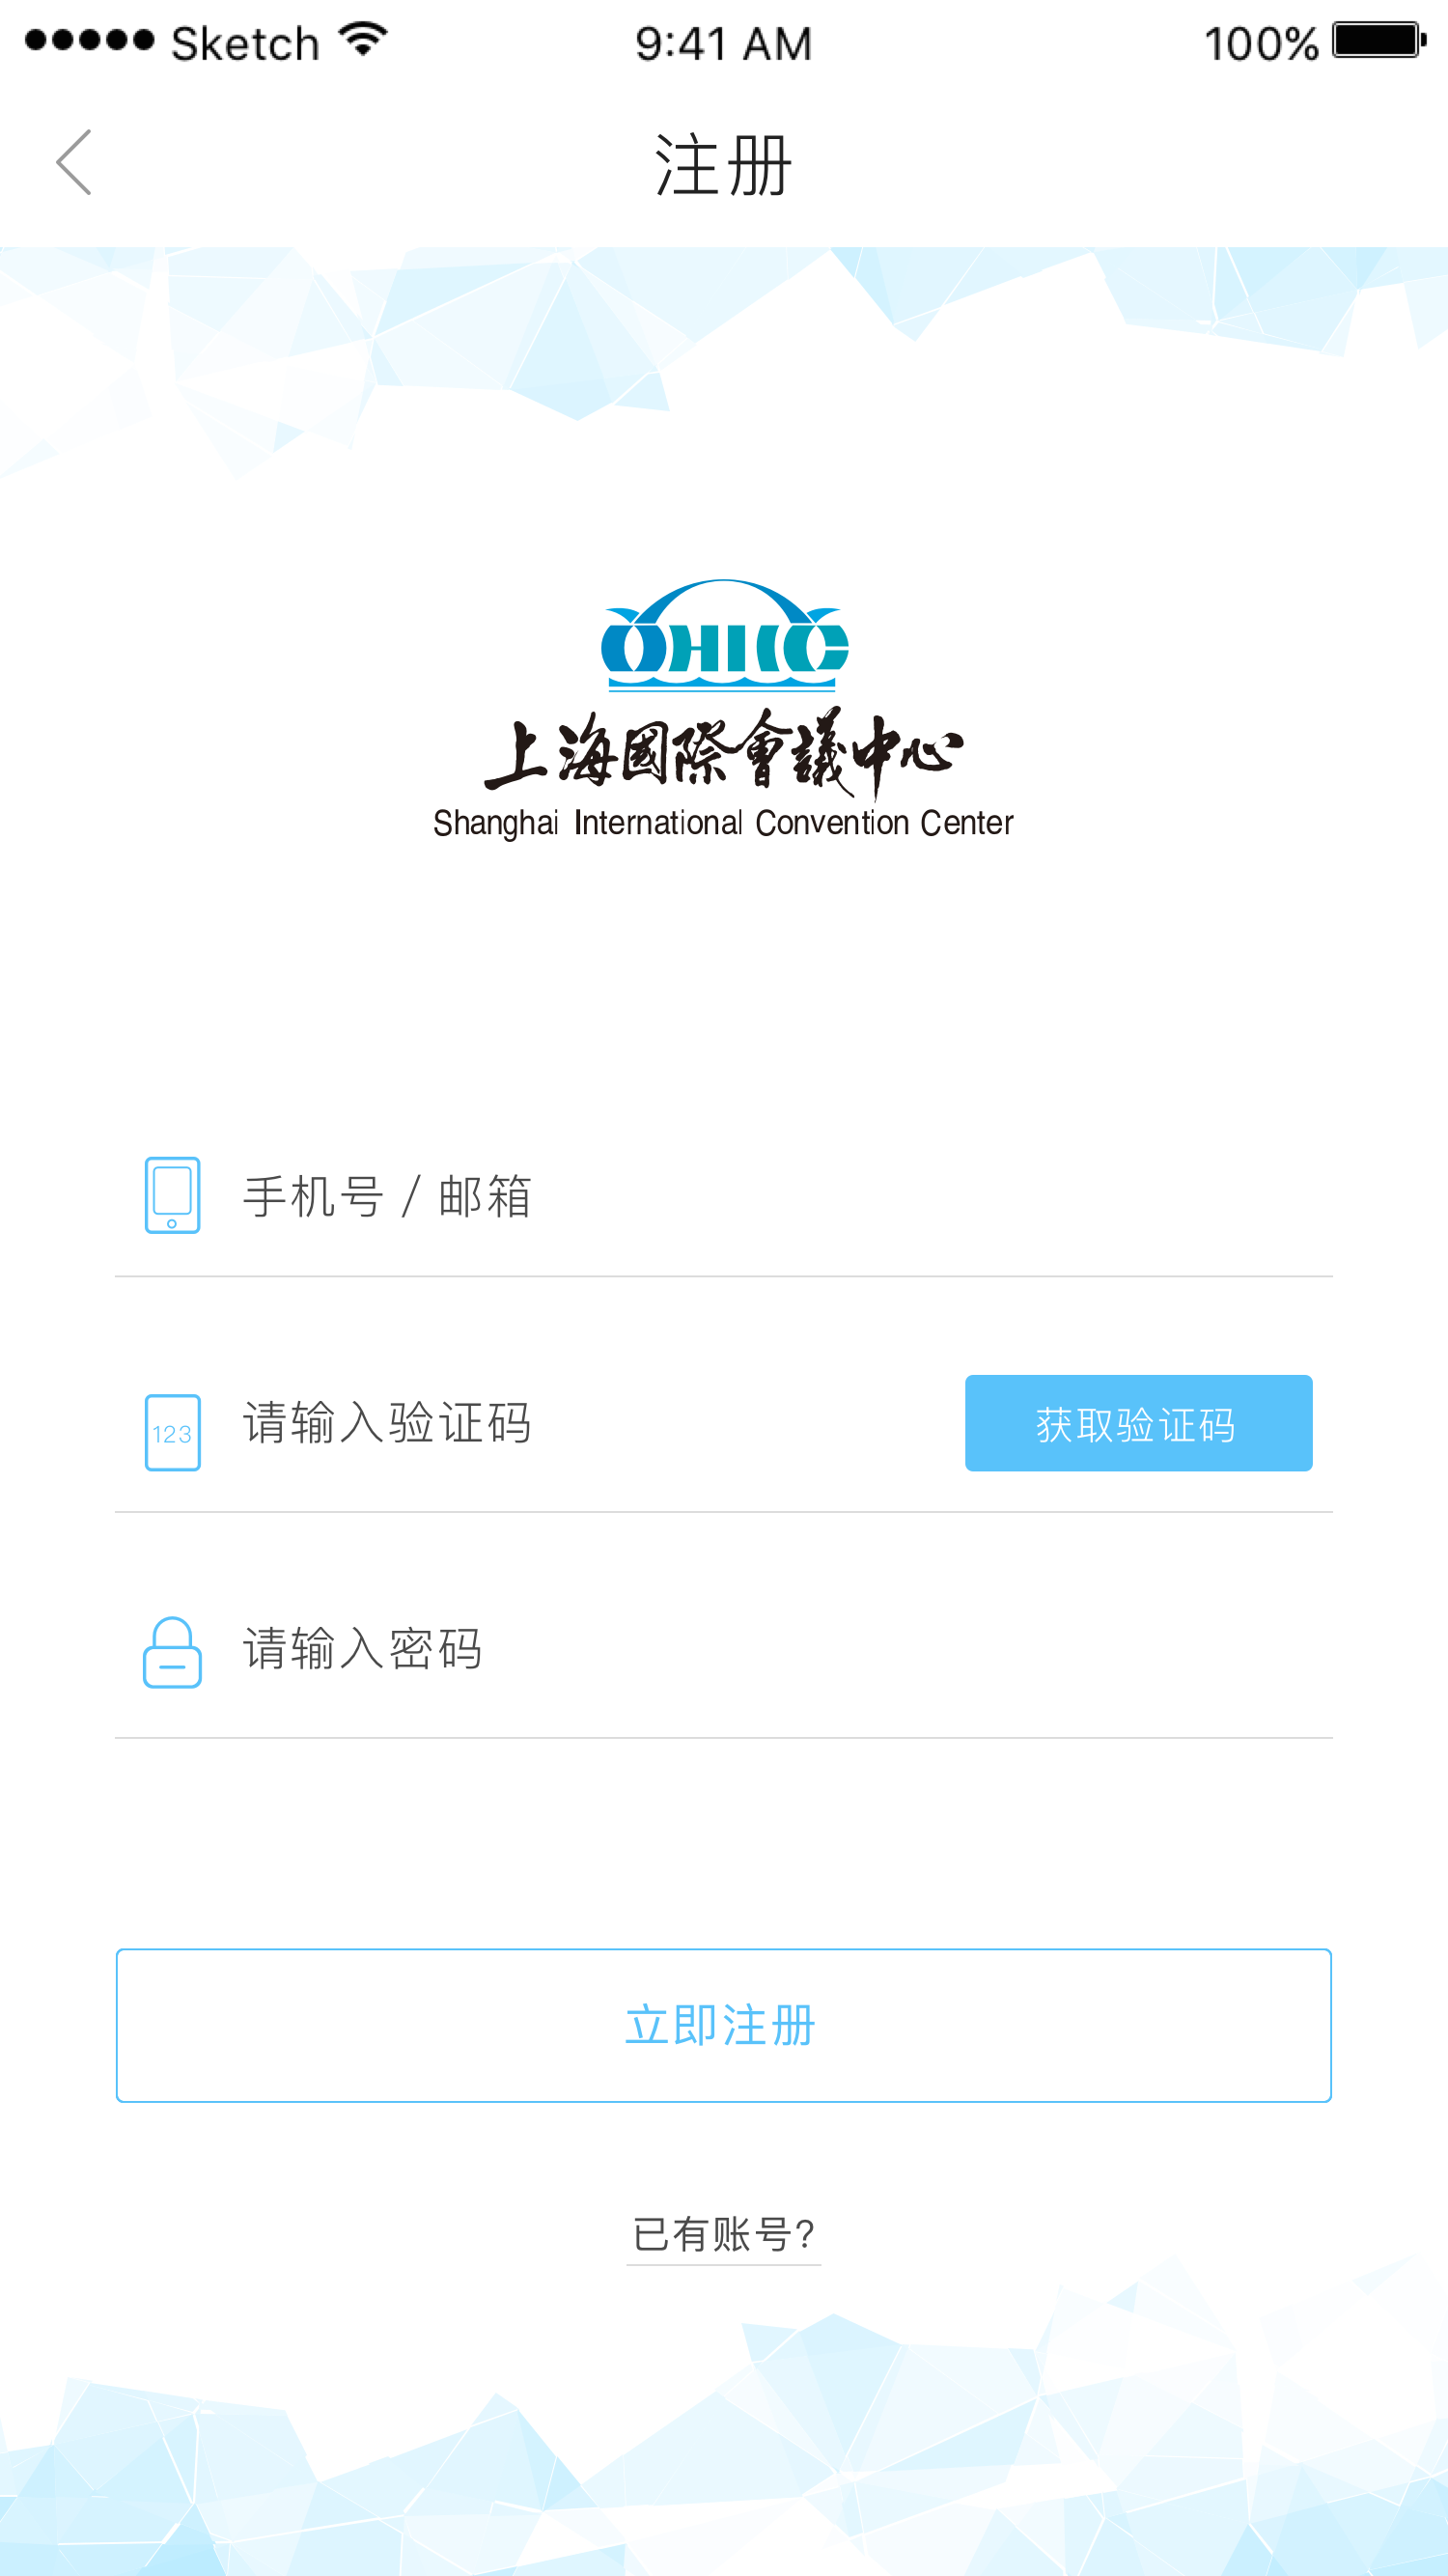 Sketch 9:41 AM 100%
注册
上海國際會議中心
Shanghai International Convention Center
手机号 / 邮箱
123 请输入验证码 获取验证码
请输入密码
立即注册
已有账号?